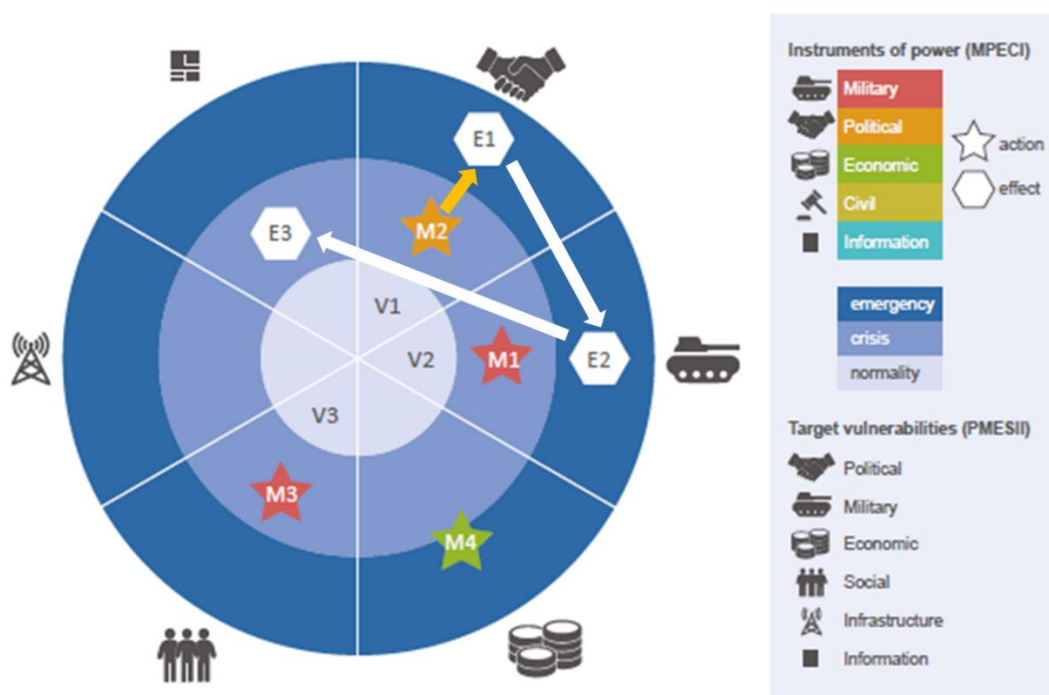 E1
M2
E3
V1
V2
M1
E2
V3
M3
M4
Instruments of power (MPECI)
Military
Political
Economic
Civil
Information
action
effect
emergency
crisis
normality
Target vulnerabilities (PMESII)
Political
Military
Economic
Social
Infrastructure
Information